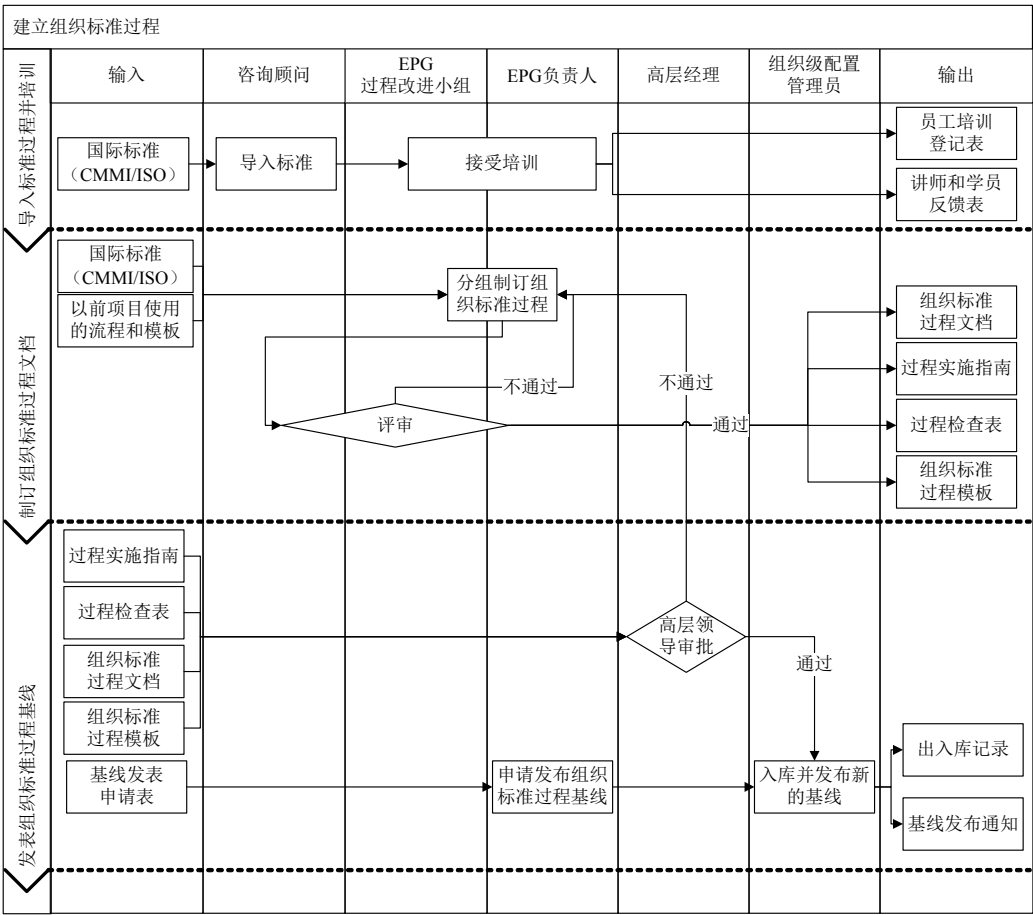 建立组织标准过程
输入
咨询顾问
EPG
过程改进小组
EPG负责人
高层经理
组织级配置
管理员
输出
导入标准过程并培训
国际标准
（CMMI/ISO）
导入标准
接受培训
员工培训
登记表
讲师和学员
反馈表
制订组织标准过程文档
国际标准
（CMMI/ISO）
以前项目使用
的流程和模板
分组制订组
织标准过程
不通过
评审
不通过
通过
组织标准
过程文档
过程实施指南
过程检查表
组织标准
过程模板
发表组织标准过程基线
过程实施指南
过程检查表
组织标准
过程文档
组织标准
过程模板
高层领
导审批
通过
基线发表
申请表
申请发布组织
标准过程基线
入库并发布新
的基线
出入库记录
基线发布通知